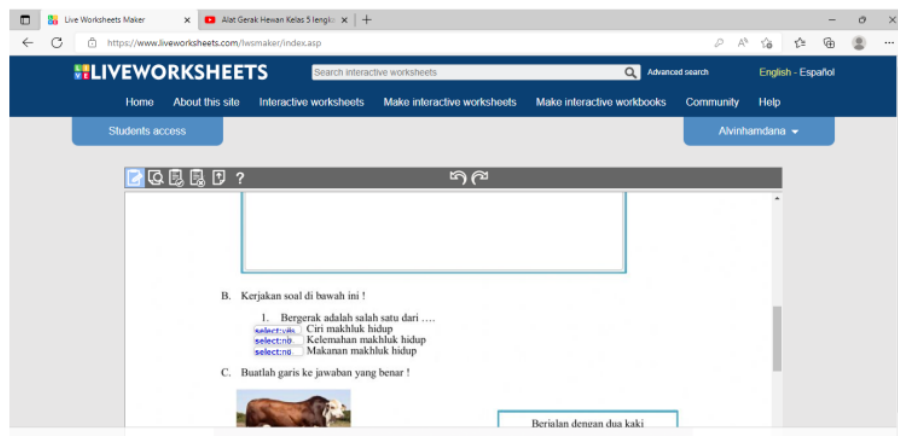 Live Worksheets Maker
Alat Gerak Hewan Kelas 5 lengk
https://www.liveworksheets.com/lwsmaker/index.asp
LIVEWORKSHEETS
Search interactive worksheets
Advanced search
English - Español
Home About this site Interactive worksheets Make interactive worksheets Make interactive workbooks Community Help
Students access
Alvinhamdana
?
B. Kerjakan soal di bawah ini !
1. Bergerak adalah salah satu dari ….
select:yes Ciri makhluk hidup
select:no Kelemahan makhluk hidup
select:no Makanan makhluk hidup
C. Buatlah garis ke jawaban yang benar !
Berjalan dengan dua kaki